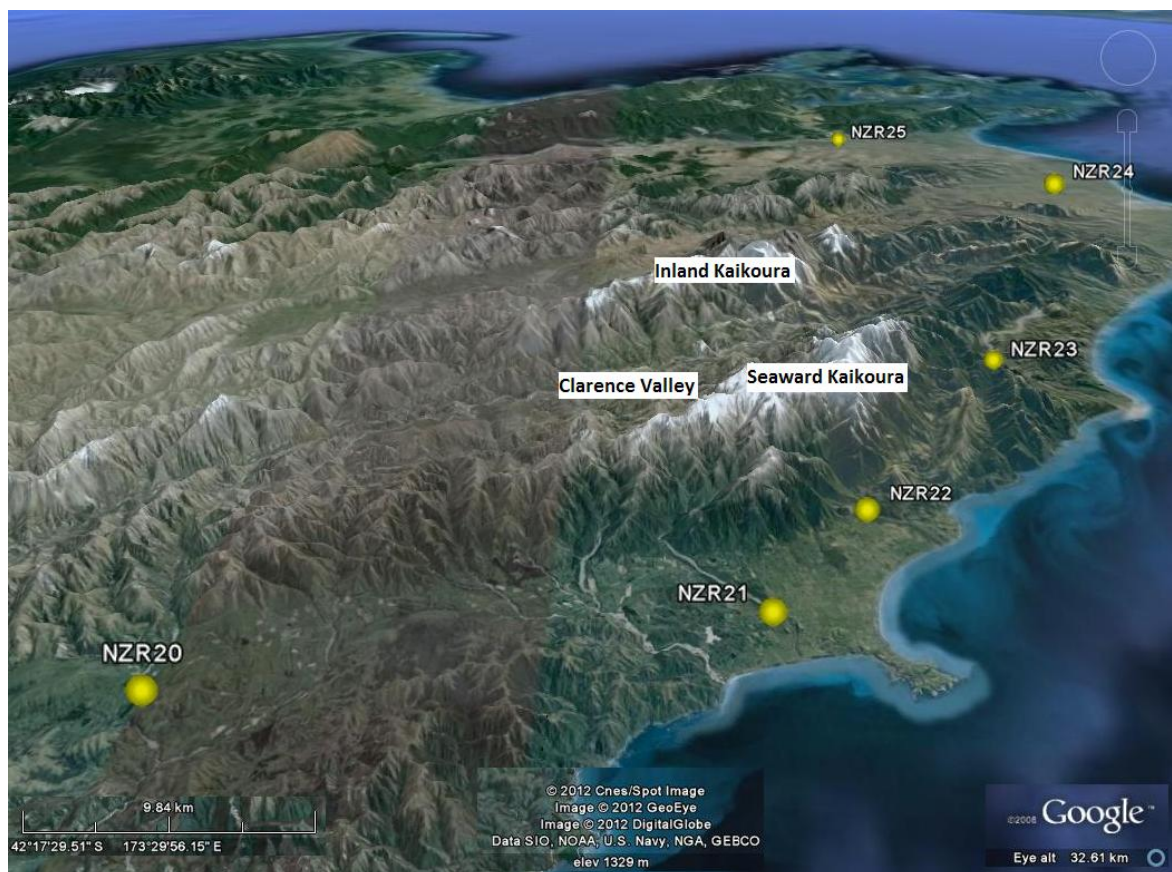 NZR25
NZR24
Inland Kaikoura
NZR23
Clarence Valley
Seaward Kaikoura
NZR22
NZR21
NZR20
9.84 km
42°17'29.51" S 173°29'56.15" E
© 2012 Cnes/Spot Image
Image © 2012 GeoEye
Image © 2012 DigitalGlobe
Data SIO, NOAA, U.S. Navy, NGA, GEBCO
elev 1329 m
©2008 Google™
Eye alt 32.61 km